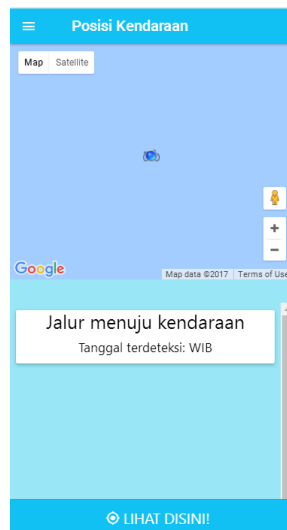 Posisi Kendaraan
Map Satellite
Google
Map data ©2017 Terms of Use
Jalur menuju kendaraan
Tanggal terdeteksi: WIB
LIHAT DISINI!